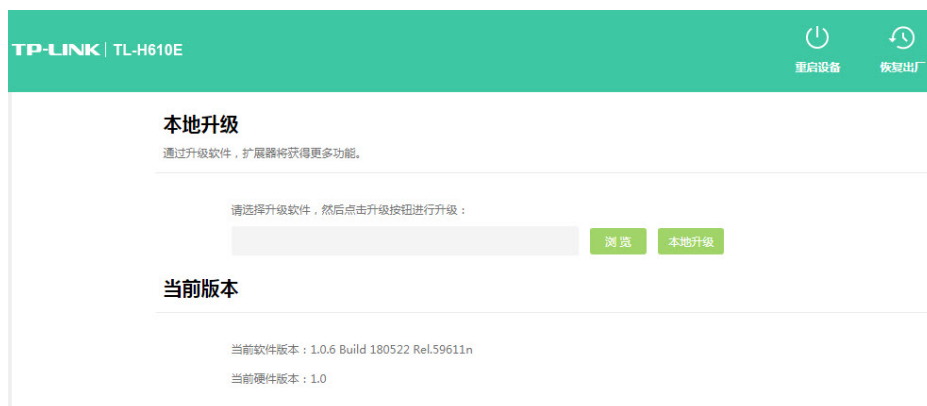 TP-LINK | TL-H610E
重启设备
恢复出厂
本地升级
通过升级软件，扩展器将获得更多功能。
请选择升级软件，然后点击升级按钮进行升级：
浏 览
本地升级
当前版本
当前软件版本：1.0.6 Build 180522 Rel.59611n
当前硬件版本：1.0